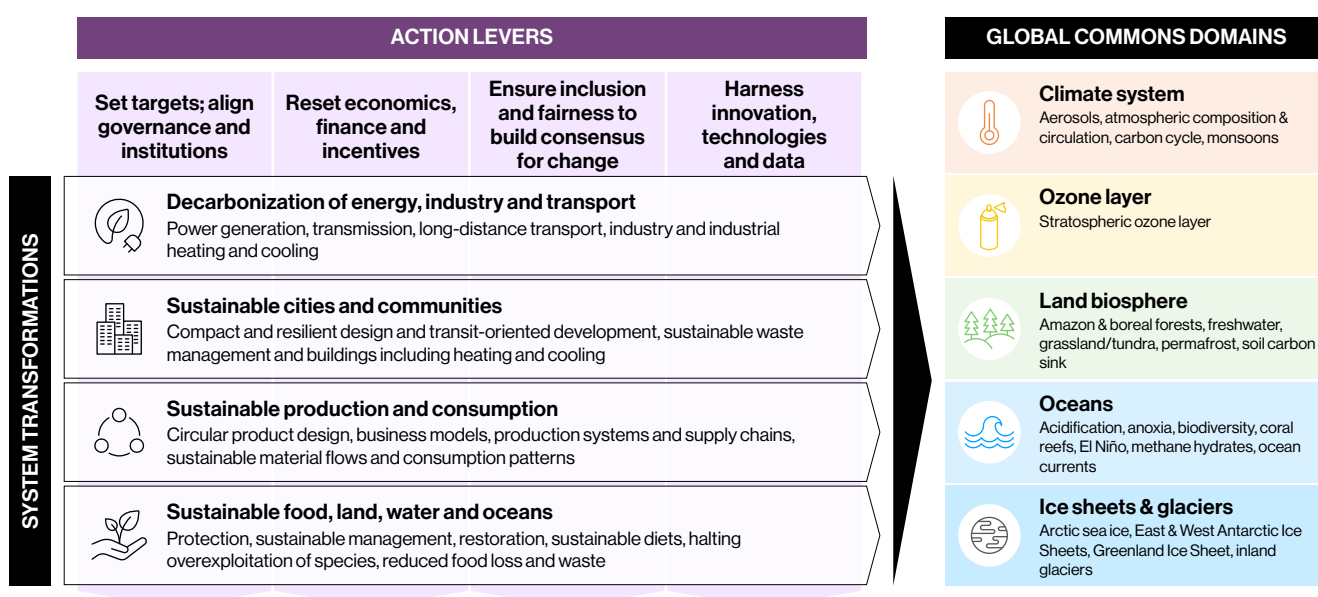 ACTION LEVERS
Set targets; align
governance and
institutions
Reset economics,
finance and
incentives
Ensure inclusion
and fairness to
build consensus
for change
Harness
innovation,
technologies
and data
SYSTEM TRANSFORMATIONS
Decarbonization of energy, industry and transport
Power generation, transmission, long-distance transport, industry and industrial
heating and cooling
Sustainable cities and communities
Compact and resilient design and transit-oriented development, sustainable waste
management and buildings including heating and cooling
Sustainable production and consumption
Circular product design, business models, production systems and supply chains,
sustainable material flows and consumption patterns
Sustainable food, land, water and oceans
Protection, sustainable management, restoration, sustainable diets, halting
overexploitation of species, reduced food loss and waste
GLOBAL COMMONS DOMAINS
Climate system
Aerosols, atmospheric composition &
circulation, carbon cycle, monsoons
Ozone layer
Stratospheric ozone layer
Land biosphere
Amazon & boreal forests, freshwater,
grassland/tundra, permafrost, soil carbon
sink
Oceans
Acidification, anoxia, biodiversity, coral
reefs, El Niño, methane hydrates, ocean
currents
Ice sheets & glaciers
Arctic sea ice, East & West Antarctic Ice
Sheets, Greenland Ice Sheet, inland
glaciers